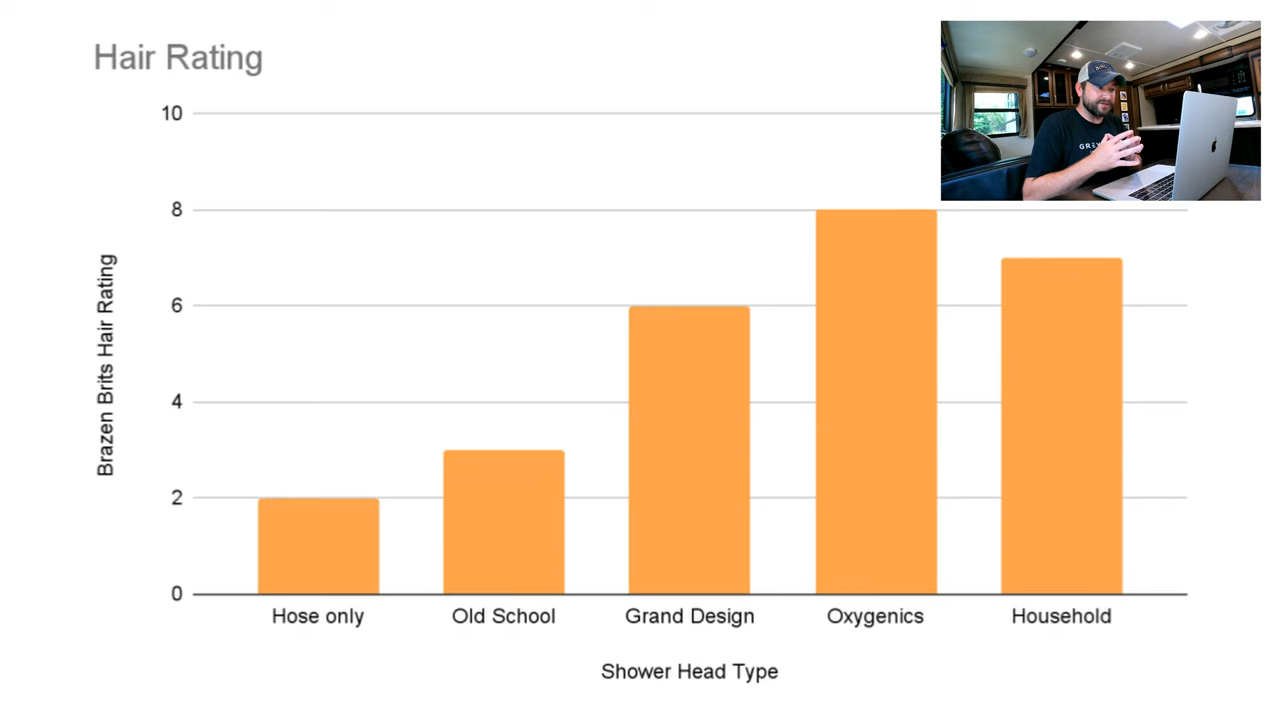 Hair Rating
10
8
6
4
2
0
Brazen Brits Hair Rating
Hose only
Old School
Grand Design
Oxygenics
Household
Shower Head Type